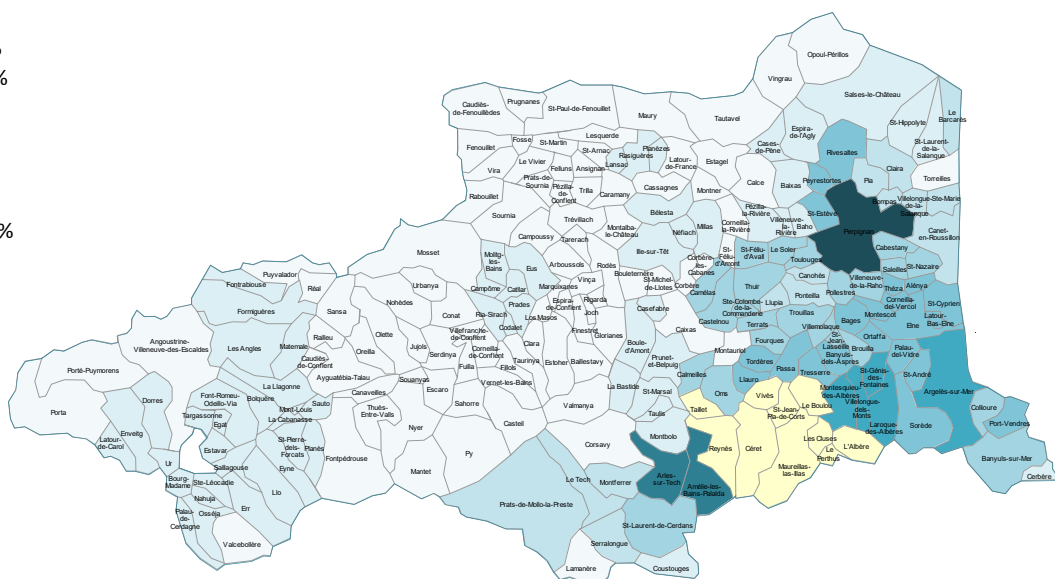 %
%
Opoul-Périllos
Vingrau
Salses-le-Château
Le
Barcarès
Caudiès-
de-Fenouillèdes
Prugnanes
St-Paul-de-Fenouillet
Maury
Tautavel
Espira-
de-l'Agly
St-Hippolyte
St-Laurent-
de-la-
Salanque
Fenouillet
Fosse
St-Martin
Lesquerde
St-Arnac
Lansac
Rasiguères
Planèzes
Latour-
de-France
Estagel
Cases-
de-Pène
Rivesaltes
Claira
Torreilles
Vira
Le Vivier
Felluns
Ansignan
Prats-de-
Sournia
Pézilla-
de-
Conflent
Trilla
Caramany
Cassagnes
Montner
Calce
Baixas
Peyrestortes
Pia
Rabouillet
Sournia
Trévillach
Montalba-
le-Château
Bélesta
Pézilla-
la-Rivière
Corneilla-
la-Rivière
Villeneuve-
la-
Rivière
Baho
St-Estève
Bompas
Villelongue-
de-la-
Salanque
Ste-Marie
Campoussy
Tarerach
Néfiach
Millas
Perpignan
Canet-
en-Roussillon
Mosset
Molitg-
les-
Bains
Eus
Arboussols
Rodès
Ille-sur-Têt
Corbère-
les-
Cabanes
St-
Féliu-
d'Amont
St-Féliu-
d'Avall
Le Soler
Toulouges
Cabestany
Saleilles
St-Nazaire
Puyvalador
Réal
Fontrabiouse
Urbanya
Campôme
Catllar
Marquixanes
Vinça
Bouleternère
St-Michel-
de-Llotes
Corbère
Camélas
Thuir
Canohès
Villeneuve-
de-la-Raho
Théza
Alénya
Formiguères
Sansa
Nohèdes
Conat
Ria-Sirach
Prades
Los Masos
Espira-
de-Conflent
Rigarda
Joch
Finestret
Glorianes
Casefabre
Ste-Colombe-
de-la-
Commanderie
Llupia
Ponteilla
Pollestres
Corneilla-
del-Vercol
St-Cyprien
Castelnou
Terrats
Trouillas
Bages
Montescot
Elne
Latour-
Bas-Elne
Angoustrine-
Villeneuve-des-Escaldes
Les Angles
Matemale
Railleu
Caudiès-
de-Conflent
Olette
Oreilla
Jujols
Serdinya
Villefranche-
de-Conflent
Corneilla-
de-Conflent
Codalet
Clara
Taurinya
Fillols
Fuilla
Estoher
Ballestavy
Boule-
d'Amont
Caixas
Montauriol
Fourques
Villemolaque
St-
Jean-
Lasseille
Banyuls-
dels-Aspres
Brouilla
Ortaffa
Palau-
del-Vidre
Porté-Puymorens
Sauto
Ayguatébia-Talau
Souanyas
Escaro
Vernet-les-Bains
Prunet-
et-Belpuig
Calmeilles
Tordères
Passa
Tresserre
St-Génis-
des-
Fontaines
St-André
Argelès-sur-Mer
La Llagonne
Canavelles
Sahorre
Valmanya
La Bastide
St-Marsal
Oms
Llauro
Vivès
Montesquieu-
des-Albères
Villelongue-
dels-
Monts
Laroque-
des-Albères
Sorède
Collioure
Port-Vendres
Porta
Dorres
Font-Romeu-
Odeillo-Via
Bolquère
Mont-Louis
La Cabanasse
Thuès-
Entre-Valls
Nyer
Castell
Taulis
Taillet
St-Jean-
Pla-de-Corts
Le Boulou
Targassonne
Egat
Latour-
de-Carol
Enveitg
Estavar
St-Pierre-
dels-
Forcats
Planès
Fontpédrouse
Py
Corsavy
Montbolo
Reynès
Céret
Les Cluses
Le
Perthus
L'Albère
Banyuls-sur-Mer
Cerbère
Ur
Bourg-
Madame
Saillagouse
Ste-Léocadie
Eyne
Mantet
Le Tech
Montferrer
Arles-
sur-Tech
Amélie-les-
Bains-Palalda
Maureillas-
las-Illas
Nahuja
Osséja
Palau-
de-
Cerdagne
Err
Llo
Valcebollère
Prats-de-Mollo-la-Preste
St-Laurent-de-Cerdans
Serralongue
Lamanère
Coustouges